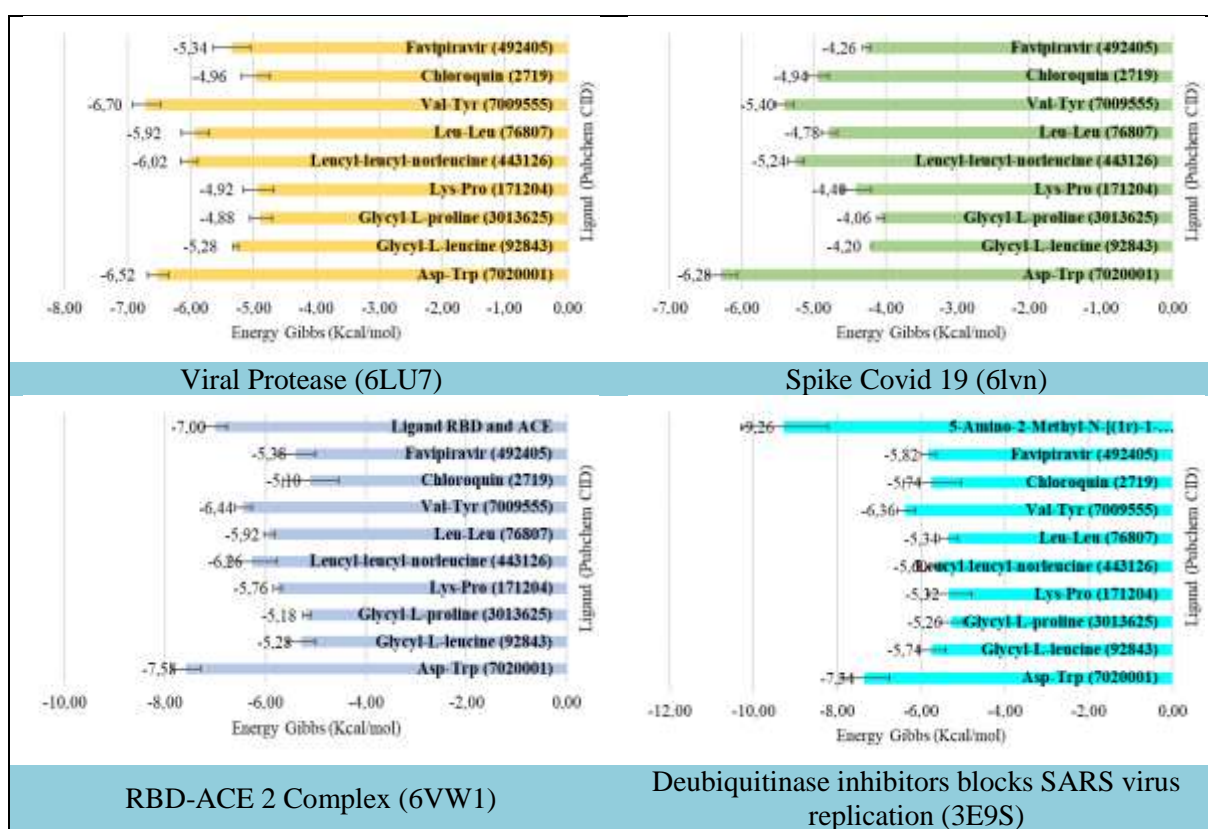 -5,34 Favipiravir (492405)
-4,96 Chloroquin (2719)
-6,70 Val-Tyr (7009555)
-5,92 Leu-Leu (76807)
-6,02 Leucyl-leucyl-norleucine (443126)
-4,92 Lys-Pro (171204)
-4,88 Glycyl-L-proline (3013625)
-5,28 Glycyl-L-leucine (92843)
-6,52 Asp-Trp (7020001)
-8,00 -7,00 -6,00 -5,00 -4,00 -3,00 -2,00 -1,00 0,00
Energy Gibbs (Kcal/mol)
Ligand (Pubchem CID)
Viral Protease (6LU7)
-4,26 Favipiravir (492405)
-4,94 Chloroquin (2719)
-5,40 Val-Tyr (7009555)
-4,78 Leu-Leu (76807)
-5,24 Leucyl-leucyl-norleucine (443126)
Lys-Pro (171204)
-4,06 Glycyl-L-proline (3013625)
-4,20 Glycyl-L-leucine (92843)
-6,28 Asp-Trp (7020001)
-7,00 -6,00 -5,00 -4,00 -3,00 -2,00 -1,00 0,00
Energy Gibbs (Kcal/mol)
Ligand (Pubchem CID)
Spike Covid 19 (6lvn)
-7,00 Ligand RBD and ACE
Favipiravir (492405)
-5,10 Chloroquin (2719)
-6,44 Val-Tyr (7009555)
-5,92 Leu-Leu (76807)
Leucyl-leucyl-norleucine (443126)
-5,76 Lys-Pro (171204)
-5,18 Glycyl-L-proline (3013625)
-5,28 Glycyl-L-leucine (92843)
-7,58 Asp-Trp (7020001)
-10,00 -8,00 -6,00 -4,00 -2,00 0,00
Energy Gibbs (Kcal/mol)
Ligand (Pubchem CID)
RBD-ACE 2 Complex (6VW1)
-9,26 5-Amino-2-Methyl-N-[(1r)-1-…
-5,82 Favipiravir (492405)
-5,74 Chloroquin (2719)
-6,36 Val-Tyr (7009555)
-5,34 Leu-Leu (76807)
Leucyl-leucyl-norleucine (443126)
-5,32 Lys-Pro (171204)
Glycyl-L-proline (3013625)
-5,74 Glycyl-L-leucine (92843)
Asp-Trp (7020001)
-12,00 -10,00 -8,00 -6,00 -4,00 -2,00 0,00
Energy Gibbs (Kcal/mol)
Ligand (Pubchem CID)
Deubiquitinase inhibitors blocks SARS virus
replication (3E9S)